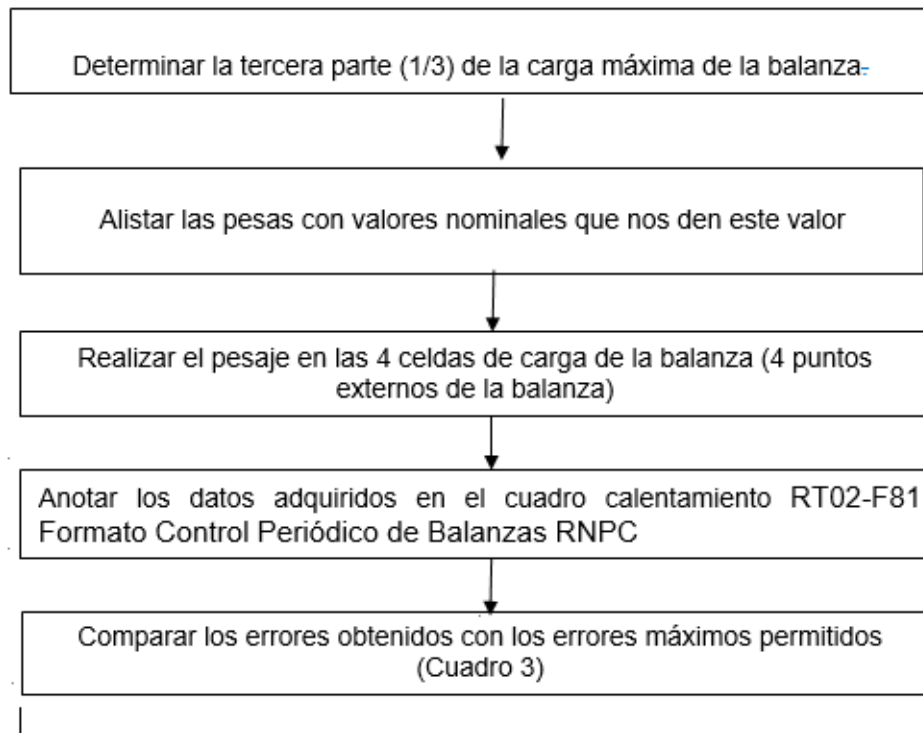 Determinar la tercera parte (1/3) de la carga máxima de la balanza-
Alistar las pesas con valores nominales que nos den este valor
Realizar el pesaje en las 4 celdas de carga de la balanza (4 puntos
externos de la balanza)
Anotar los datos adquiridos en el cuadro calentamiento RT02-F81
Formato Control Periódico de Balanzas RNPC
Comparar los errores obtenidos con los errores máximos permitidos
(Cuadro 3)